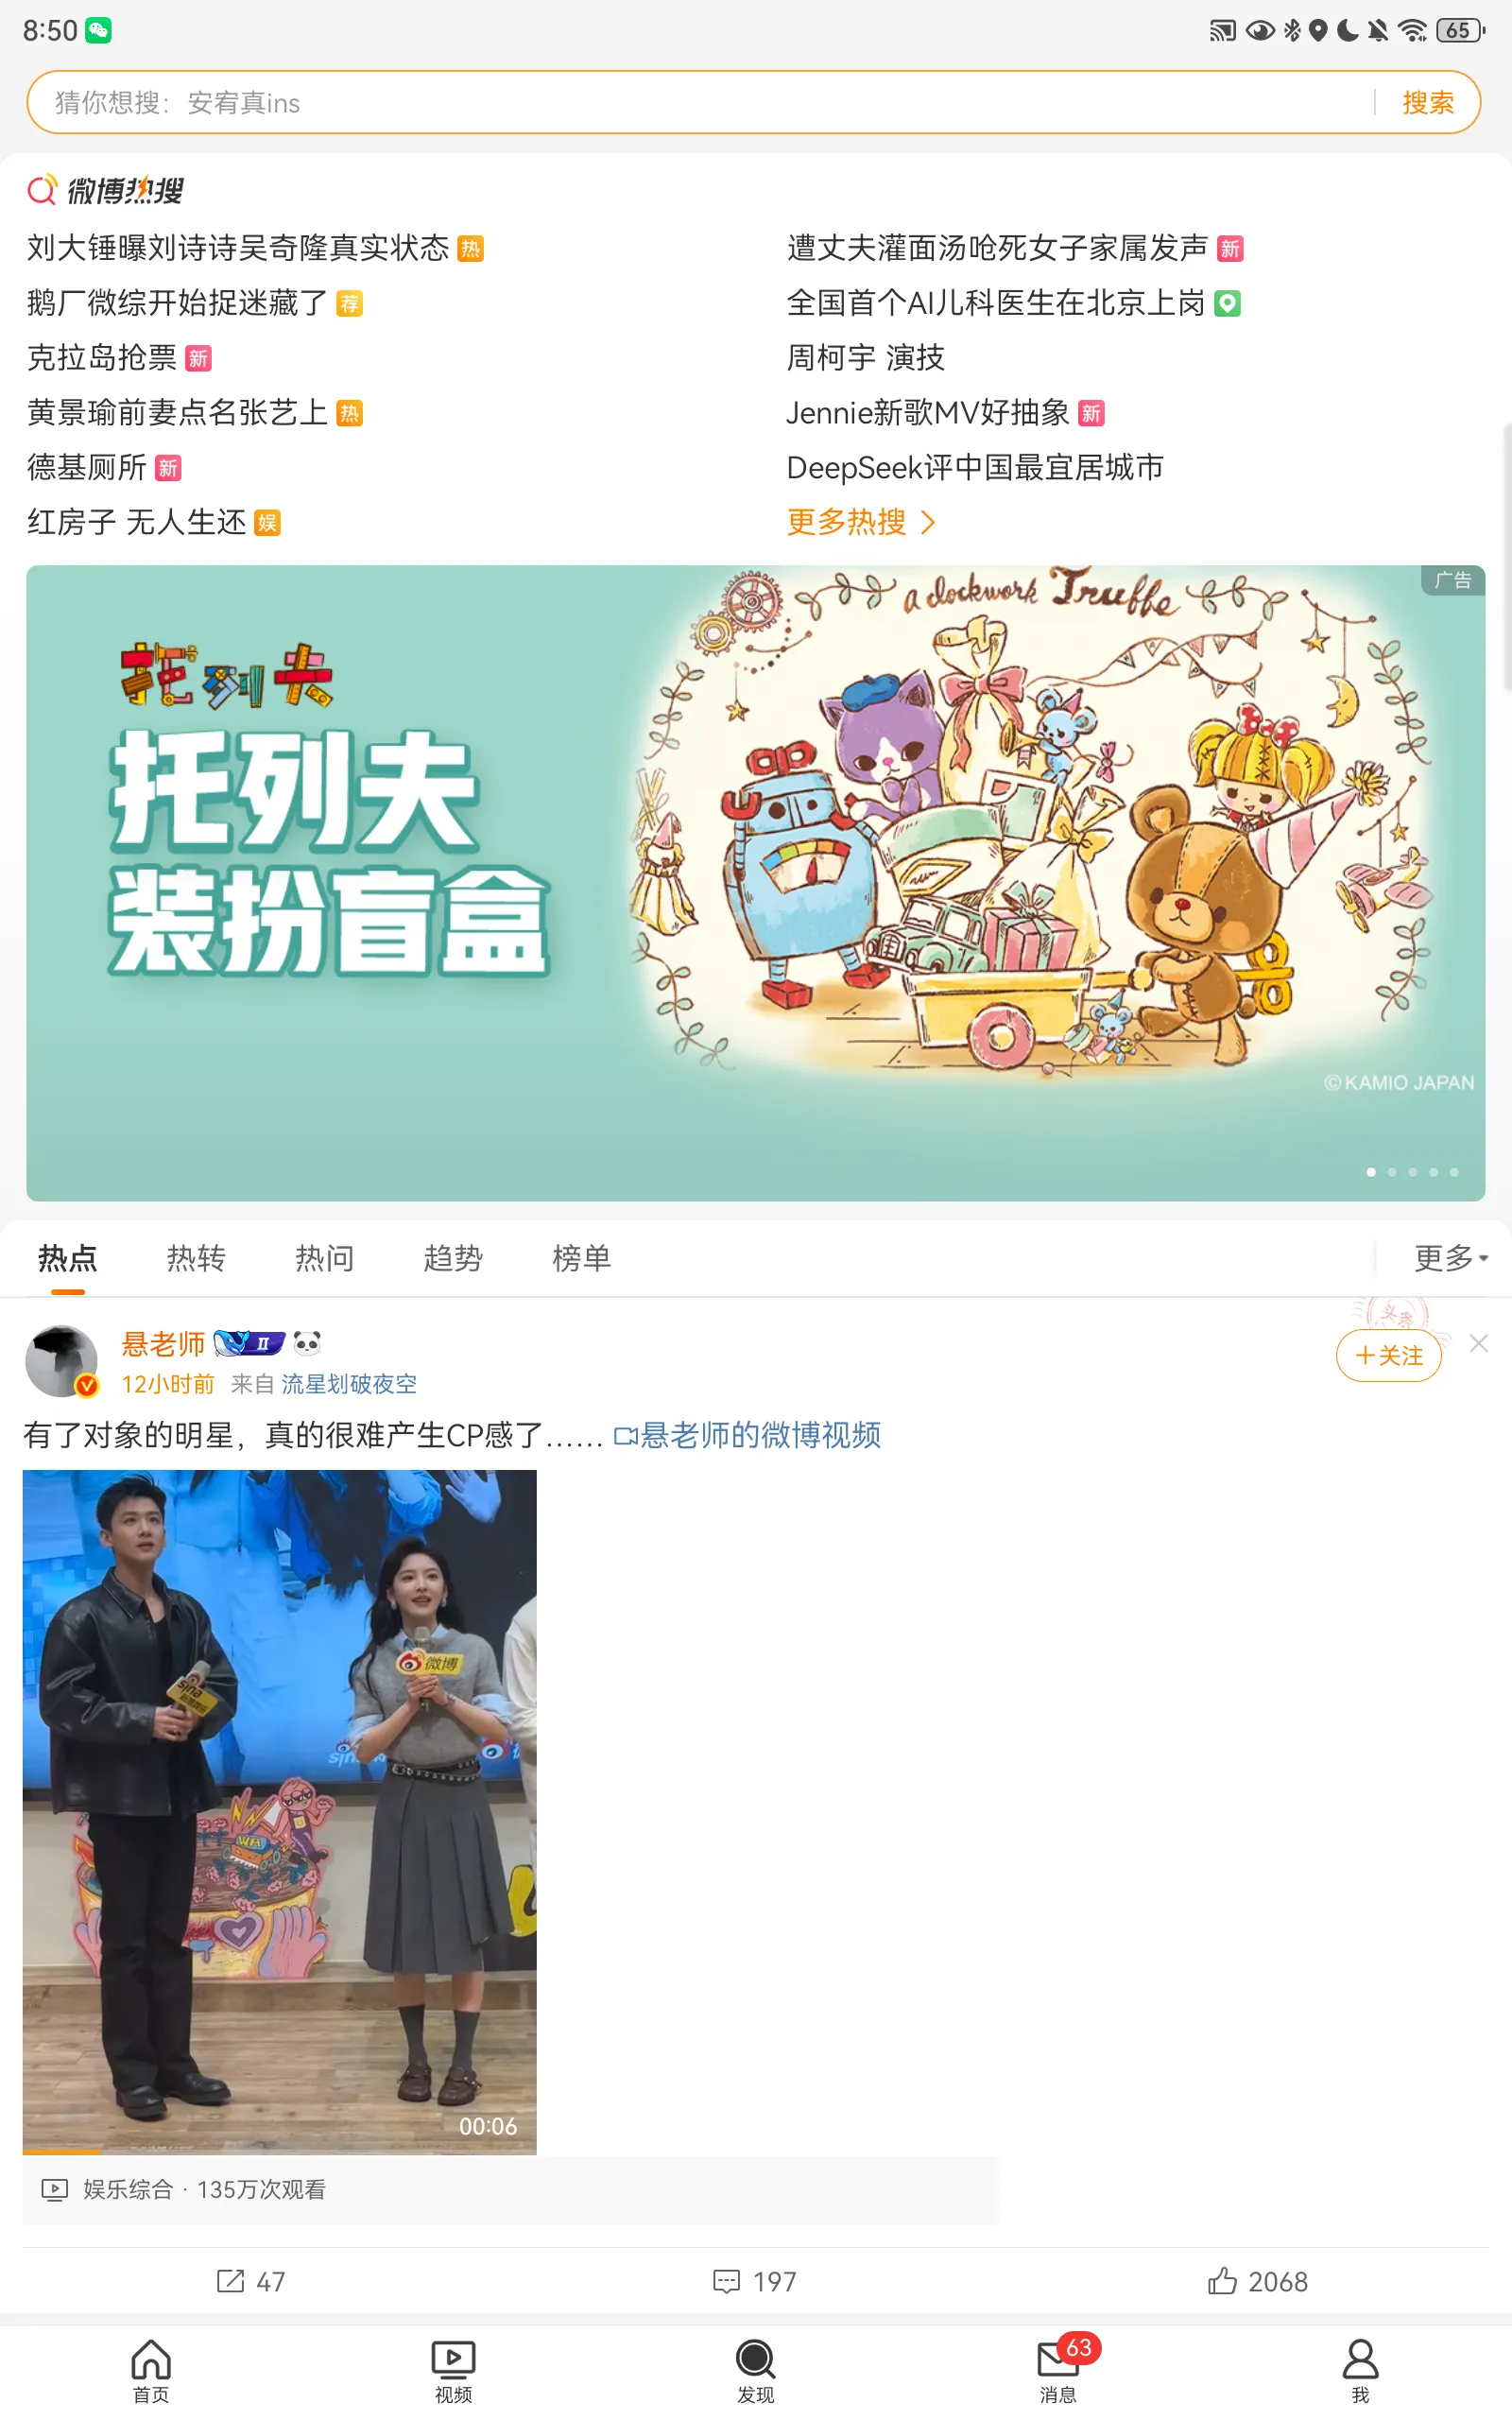 8:50
65
猜你想搜：安宥真ins
搜索
微博热搜
刘大锤曝刘诗诗吴奇隆真实状态 热
遭丈夫灌面汤呛死女子家属发声 新
鹅厂微综开始捉迷藏了 荐
全国首个AI儿科医生在北京上岗
克拉岛抢票 新
周柯宇 演技
黄景瑜前妻点名张艺上 热
Jennie新歌MV好抽象 新
德基厕所 新
DeepSeek评中国最宜居城市
红房子 无人生还 娱
更多热搜
广告
a clockwork Truffe
托列夫
托列夫
装扮盲盒
©KAMIO JAPAN
热点
热转
热问
趋势
榜单
更多
头条
悬老师
II
12小时前 来自 流星划破夜空
+关注
有了对象的明星，真的很难产生CP感了…… 悬老师的微博视频
sina
微博
sina
00:06
娱乐综合 · 135万次观看
47
197
2068
63
首页
视频
发现
消息
我